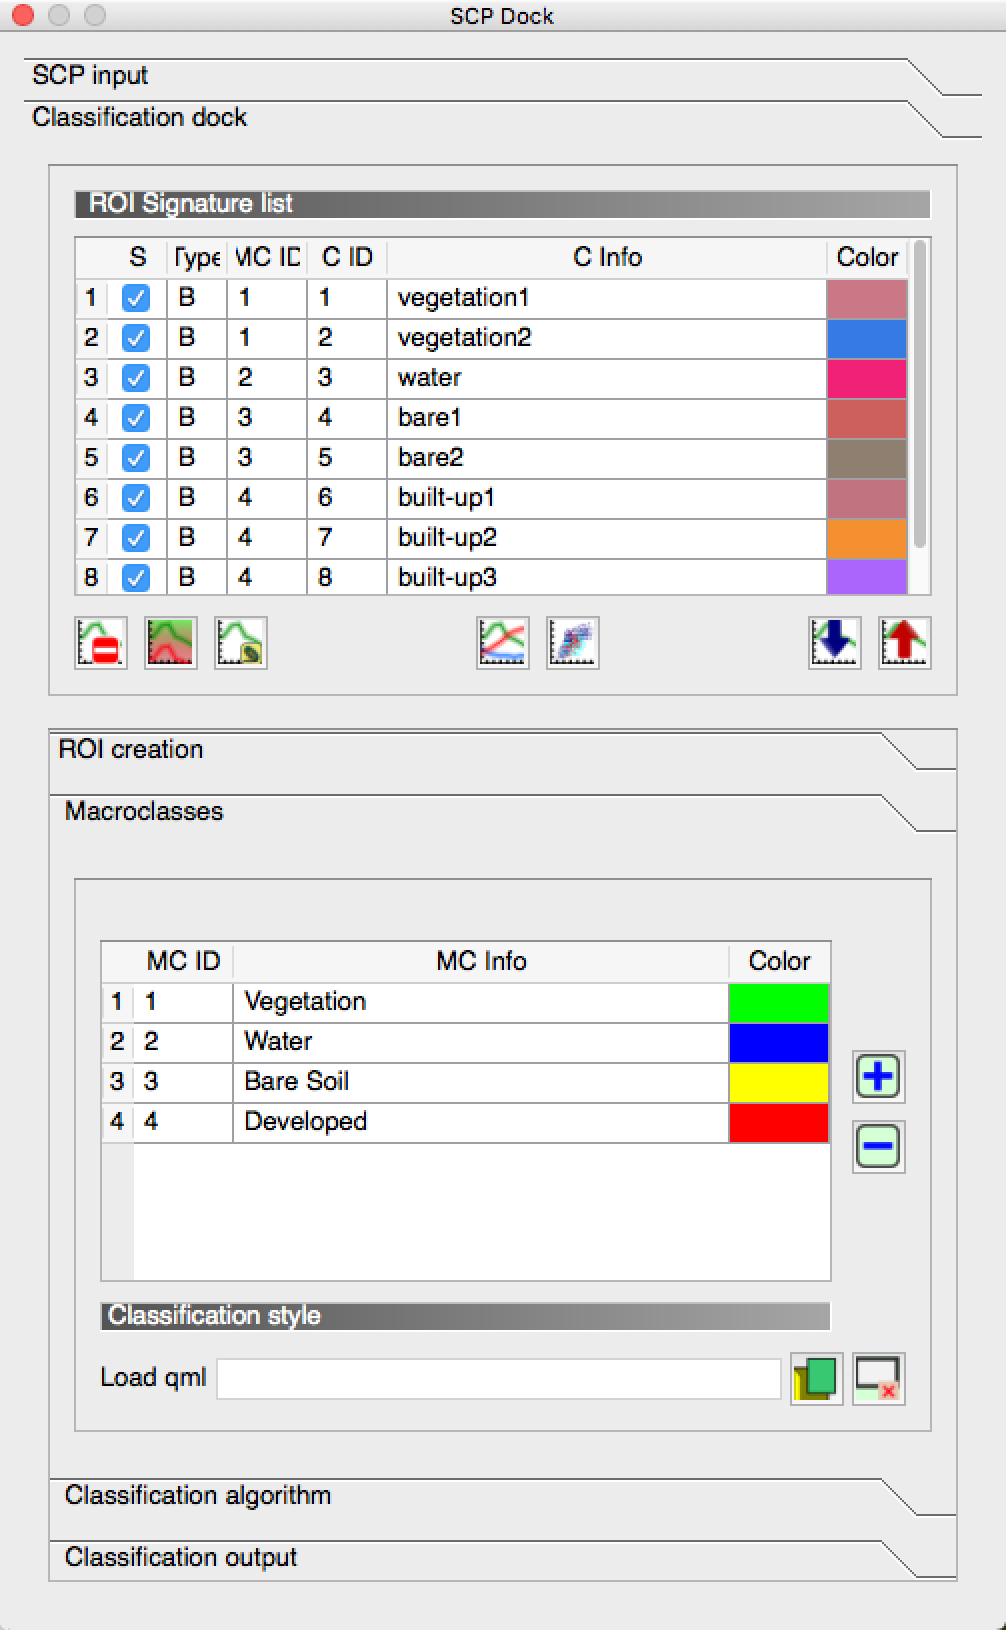 SCP Dock
SCP input
Classification dock
ROI Signature list
S Type MC ID C ID C Info Color
1 B 1 1 vegetation1
2 B 1 2 vegetation2
3 B 2 3 water
4 B 3 4 bare1
5 B 3 5 bare2
6 B 4 6 built-up1
7 B 4 7 built-up2
8 B 4 8 built-up3
ROI creation
Macroclasses
MC ID MC Info Color
1 1 Vegetation
2 2 Water
3 3 Bare Soil
4 4 Developed
Classification style
Load qml
Classification algorithm
Classification output